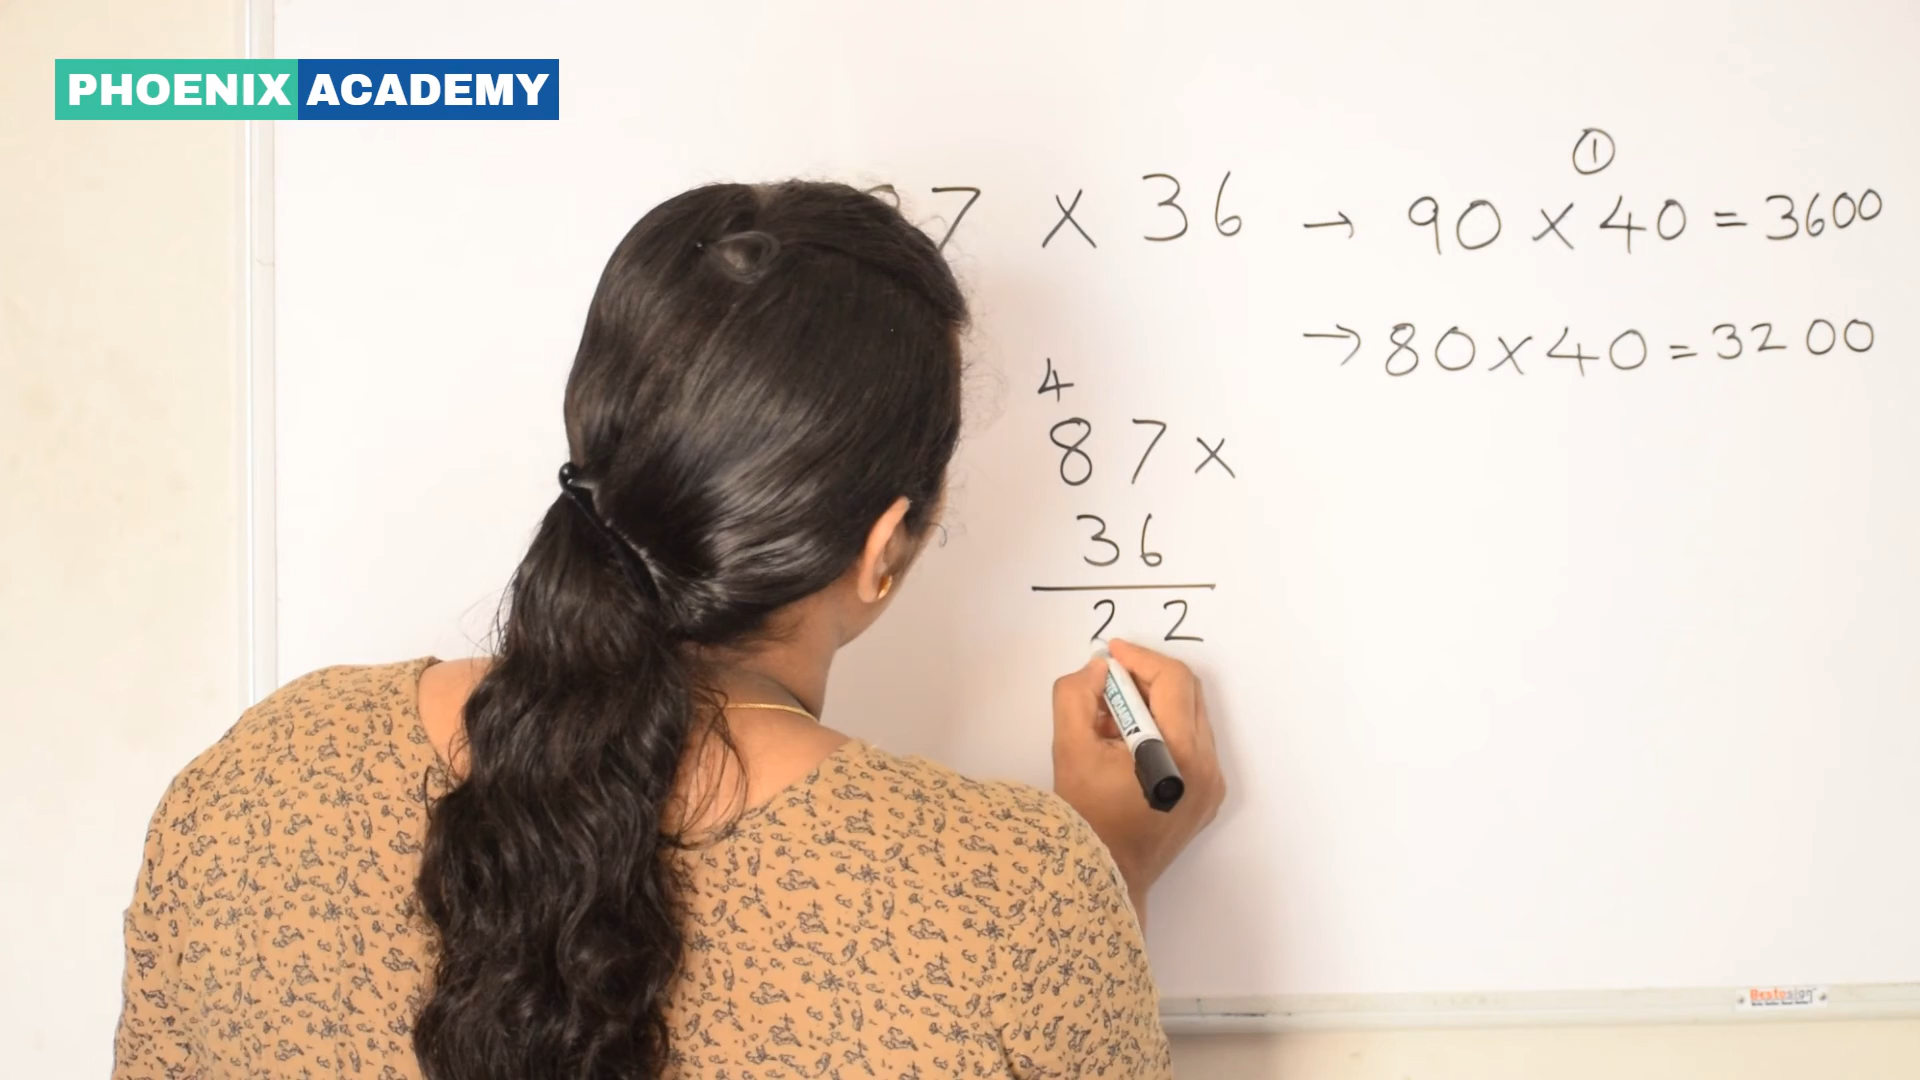 PHOENIX ACADEMY
①
7 × 36 → 90 × 40 = 3600
→ 80 × 40 = 3200
4
87 ×
36
22